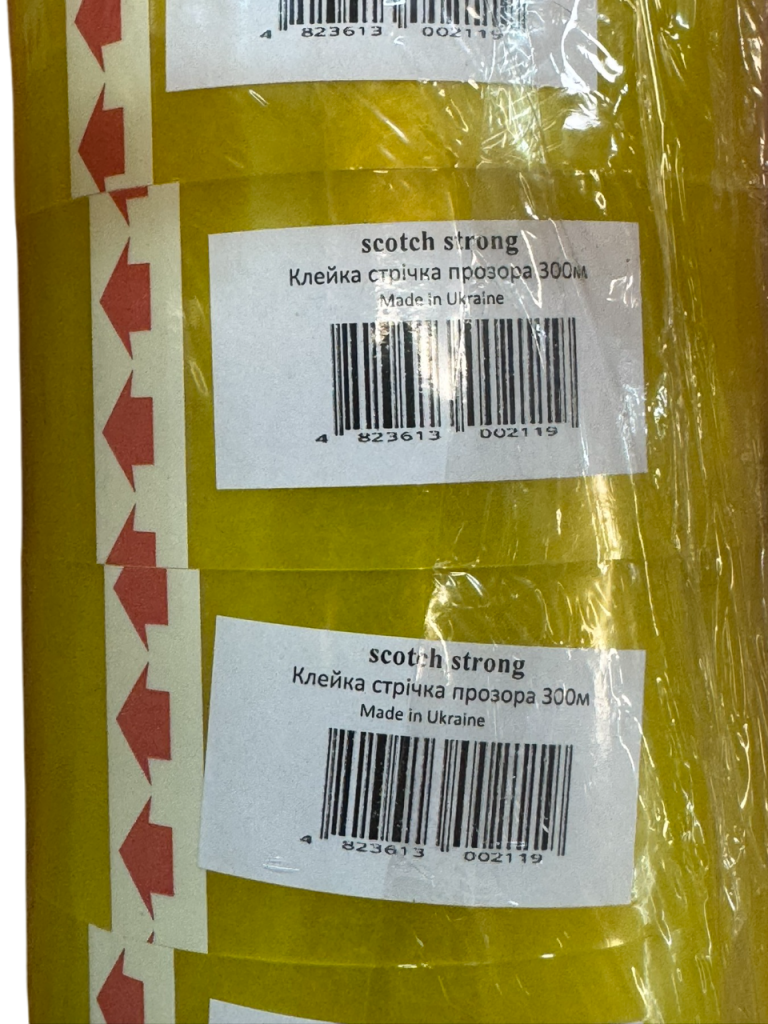 4 823613 002119
scotch strong
Клейка стрічка прозора 300м
Made in Ukraine
4 823613 002119
scotch strong
Клейка стрічка прозора 300м
Made in Ukraine
4 823613 002119